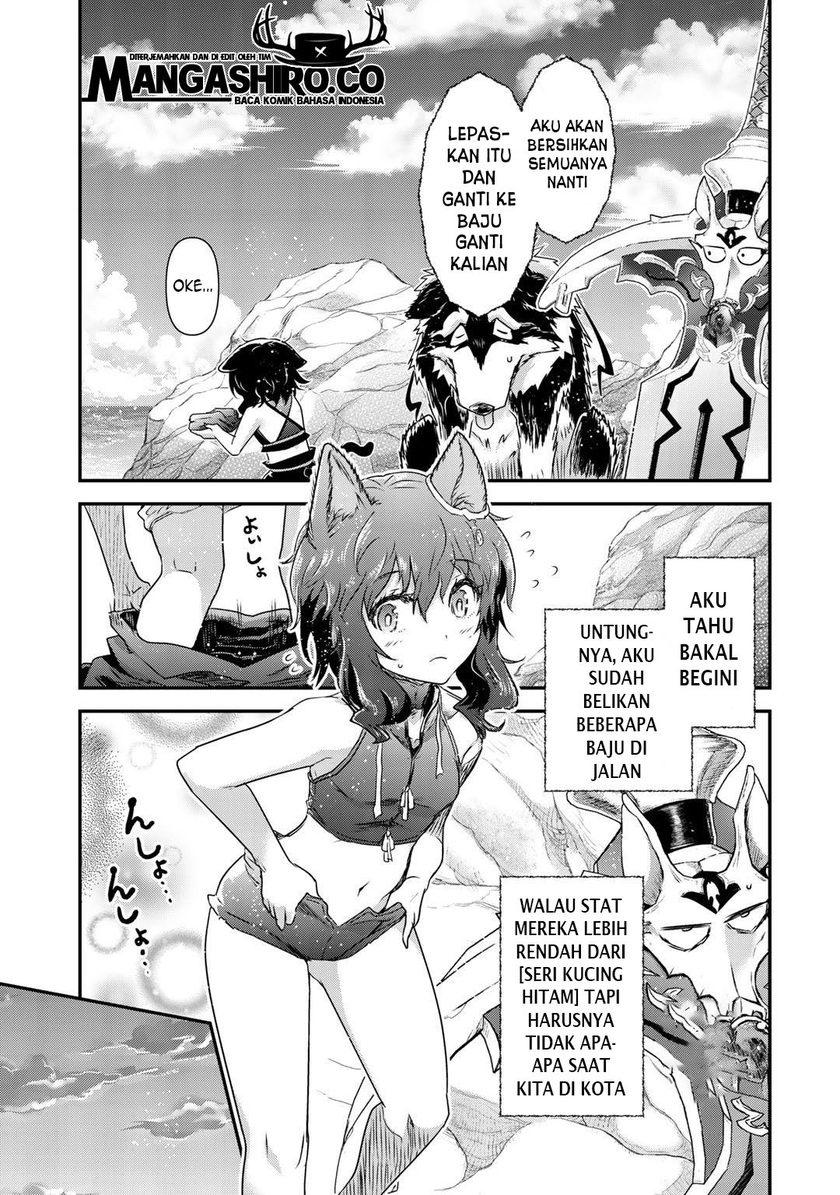 DITERJEMAHKAN DAN DI EDIT OLEH TIM
MANGASHIRO.CO
BACA KOMIK BAHASA INDONESIA
AKU AKAN
BERSIHKAN
SEMUANYA
NANTI
LEPAS-
KAN ITU
DAN
GANTI KE
BAJU
GANTI
KALIAN
OKE...
よいしょ
AKU
TAHU
BAKAL
BEGINI
UNTUNG-
NYA, AKU
SUDAH
BELIKAN
BEBERAPA
BAJU DI
JALAN
んしょ…
んしょ…
WALAU STAT
MEREKA LEBIH
RENDAH DARI
[SERI KUCING
HITAM] TAPI
HARUSNYA
TIDAK APA-
APA SAAT
KITA DI KOTA